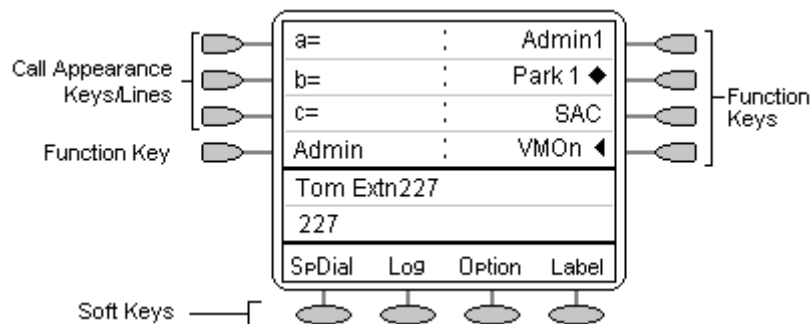 Call Appearance
Keys/Lines
Function Key
a= : Admin1
b= : Park 1 ◆
c= : SAC
Admin : VMOn ◀
Function
Keys
Tom Extn227
227
SpDial Log Option Label
Soft Keys